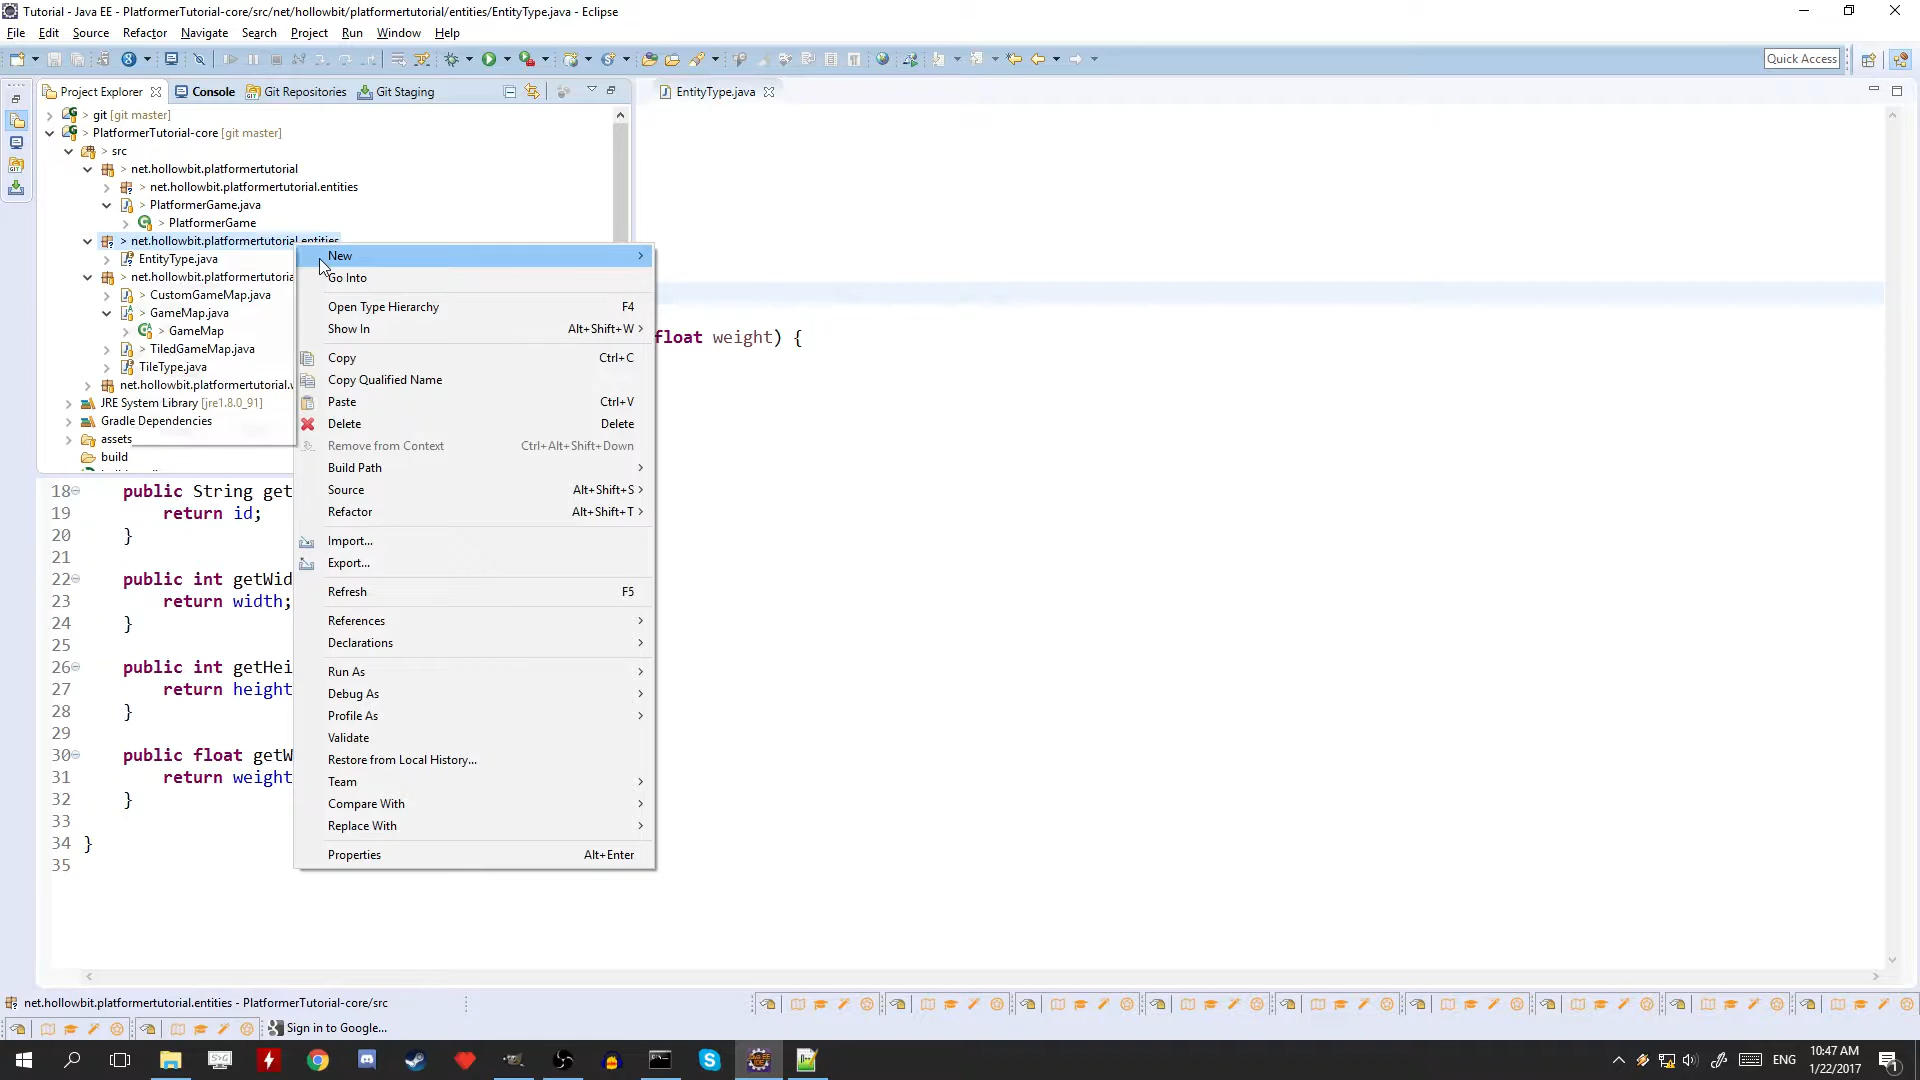 Tutorial - Java EE - PlatformerTutorial-core/src/net/hollowbit/platformertutorial/entities/EntityType.java - Eclipse
File Edit Source Refactor Navigate Search Project Run Window Help
Quick Access
Project Explorer Console Git Repositories Git Staging EntityType.java
> git [git master]
> PlatformerTutorial-core [git master]
> src
> net.hollowbit.platformertutorial
> net.hollowbit.platformertutorial.entities
> PlatformerGame.java
> PlatformerGame
> net.hollowbit.platformertutorial.entities
EntityType.java
> net.hollowbit.platformertutoria
> CustomGameMap.java
> GameMap.java
> GameMap
> TiledGameMap.java
TileType.java
net.hollowbit.platformertutorial.w
JRE System Library [jre1.8.0_91]
Gradle Dependencies
assets
build
New
Go Into
Open Type Hierarchy F4
Show In Alt+Shift+W
Copy Ctrl+C
Copy Qualified Name
Paste Ctrl+V
Delete Delete
Remove from Context Ctrl+Alt+Shift+Down
Build Path
Source Alt+Shift+S
Refactor Alt+Shift+T
Import...
Export...
Refresh F5
References
Declarations
Run As
Debug As
Profile As
Validate
Restore from Local History...
Team
Compare With
Replace With
Properties Alt+Enter
float weight) {
18 public String get
19 return id;
20 }
21
22 public int getWid
23 return width;
24 }
25
26 public int getHei
27 return height
28 }
29
30 public float getW
31 return weight
32 }
33
34 }
35
net.hollowbit.platformertutorial.entities - PlatformerTutorial-core/src
Sign in to Google...
ENG
10:47 AM
1/22/2017